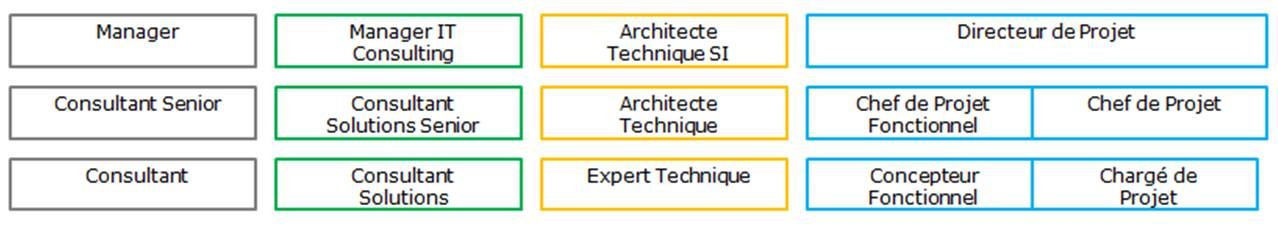 Manager
Manager IT
Consulting
Architecte
Technique SI
Directeur de Projet
Consultant Senior
Consultant
Solutions Senior
Architecte
Technique
Chef de Projet
Fonctionnel
Chef de Projet
Consultant
Consultant
Solutions
Expert Technique
Concepteur
Fonctionnel
Chargé de
Projet